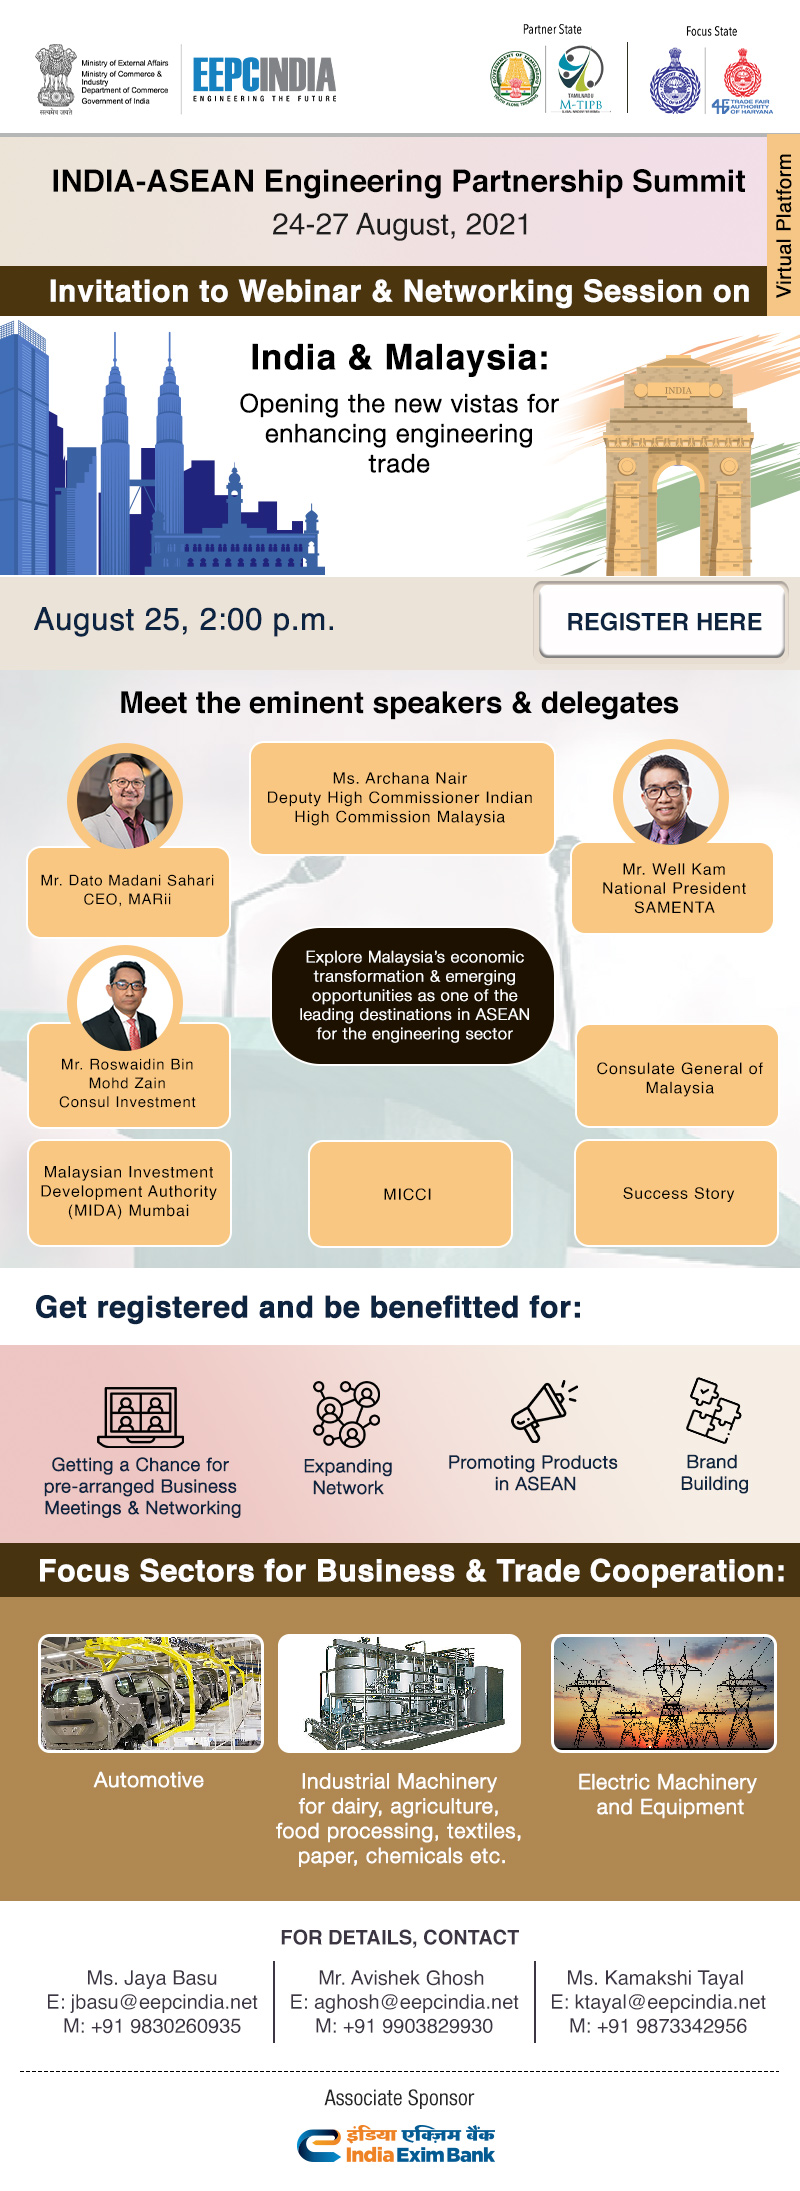 Partner State
Focus State
Ministry of External Affairs
Ministry of Commerce &
Industry
Department of Commerce
Government of India
सत्यमेव जयते
EEPCINDIA
ENGINEERING THE FUTURE
TAMILNADU
M-TIPB
TRADE FAIR
AUTHORITY
OF HARYANA
INDIA-ASEAN Engineering Partnership Summit
24-27 August, 2021
Virtual Platform
Invitation to Webinar & Networking Session on
India & Malaysia:
Opening the new vistas for
enhancing engineering
trade
INDIA
August 25, 2:00 p.m.
REGISTER HERE
Meet the eminent speakers & delegates
Mr. Dato Madani Sahari
CEO, MARii
Ms. Archana Nair
Deputy High Commissioner Indian
High Commission Malaysia
Mr. Well Kam
National President
SAMENTA
Explore Malaysia's economic
transformation & emerging
opportunities as one of the
leading destinations in ASEAN
for the engineering sector
Mr. Roswaidin Bin
Mohd Zain
Consul Investment
Consulate General of
Malaysia
Malaysian Investment
Development Authority
(MIDA) Mumbai
MICCI
Success Story
Get registered and be benefitted for:
Getting a Chance for
pre-arranged Business
Meetings & Networking
Expanding
Network
Promoting Products
in ASEAN
Brand
Building
Focus Sectors for Business & Trade Cooperation:
Automotive
Industrial Machinery
for dairy, agriculture,
food processing, textiles,
paper, chemicals etc.
Electric Machinery
and Equipment
FOR DETAILS, CONTACT
Ms. Jaya Basu
E: jbasu@eepcindia.net
M: +91 9830260935
Mr. Avishek Ghosh
E: aghosh@eepcindia.net
M: +91 9903829930
Ms. Kamakshi Tayal
E: ktayal@eepcindia.net
M: +91 9873342956
Associate Sponsor
इंडिया एक्ज़िम बैंक
India Exim Bank